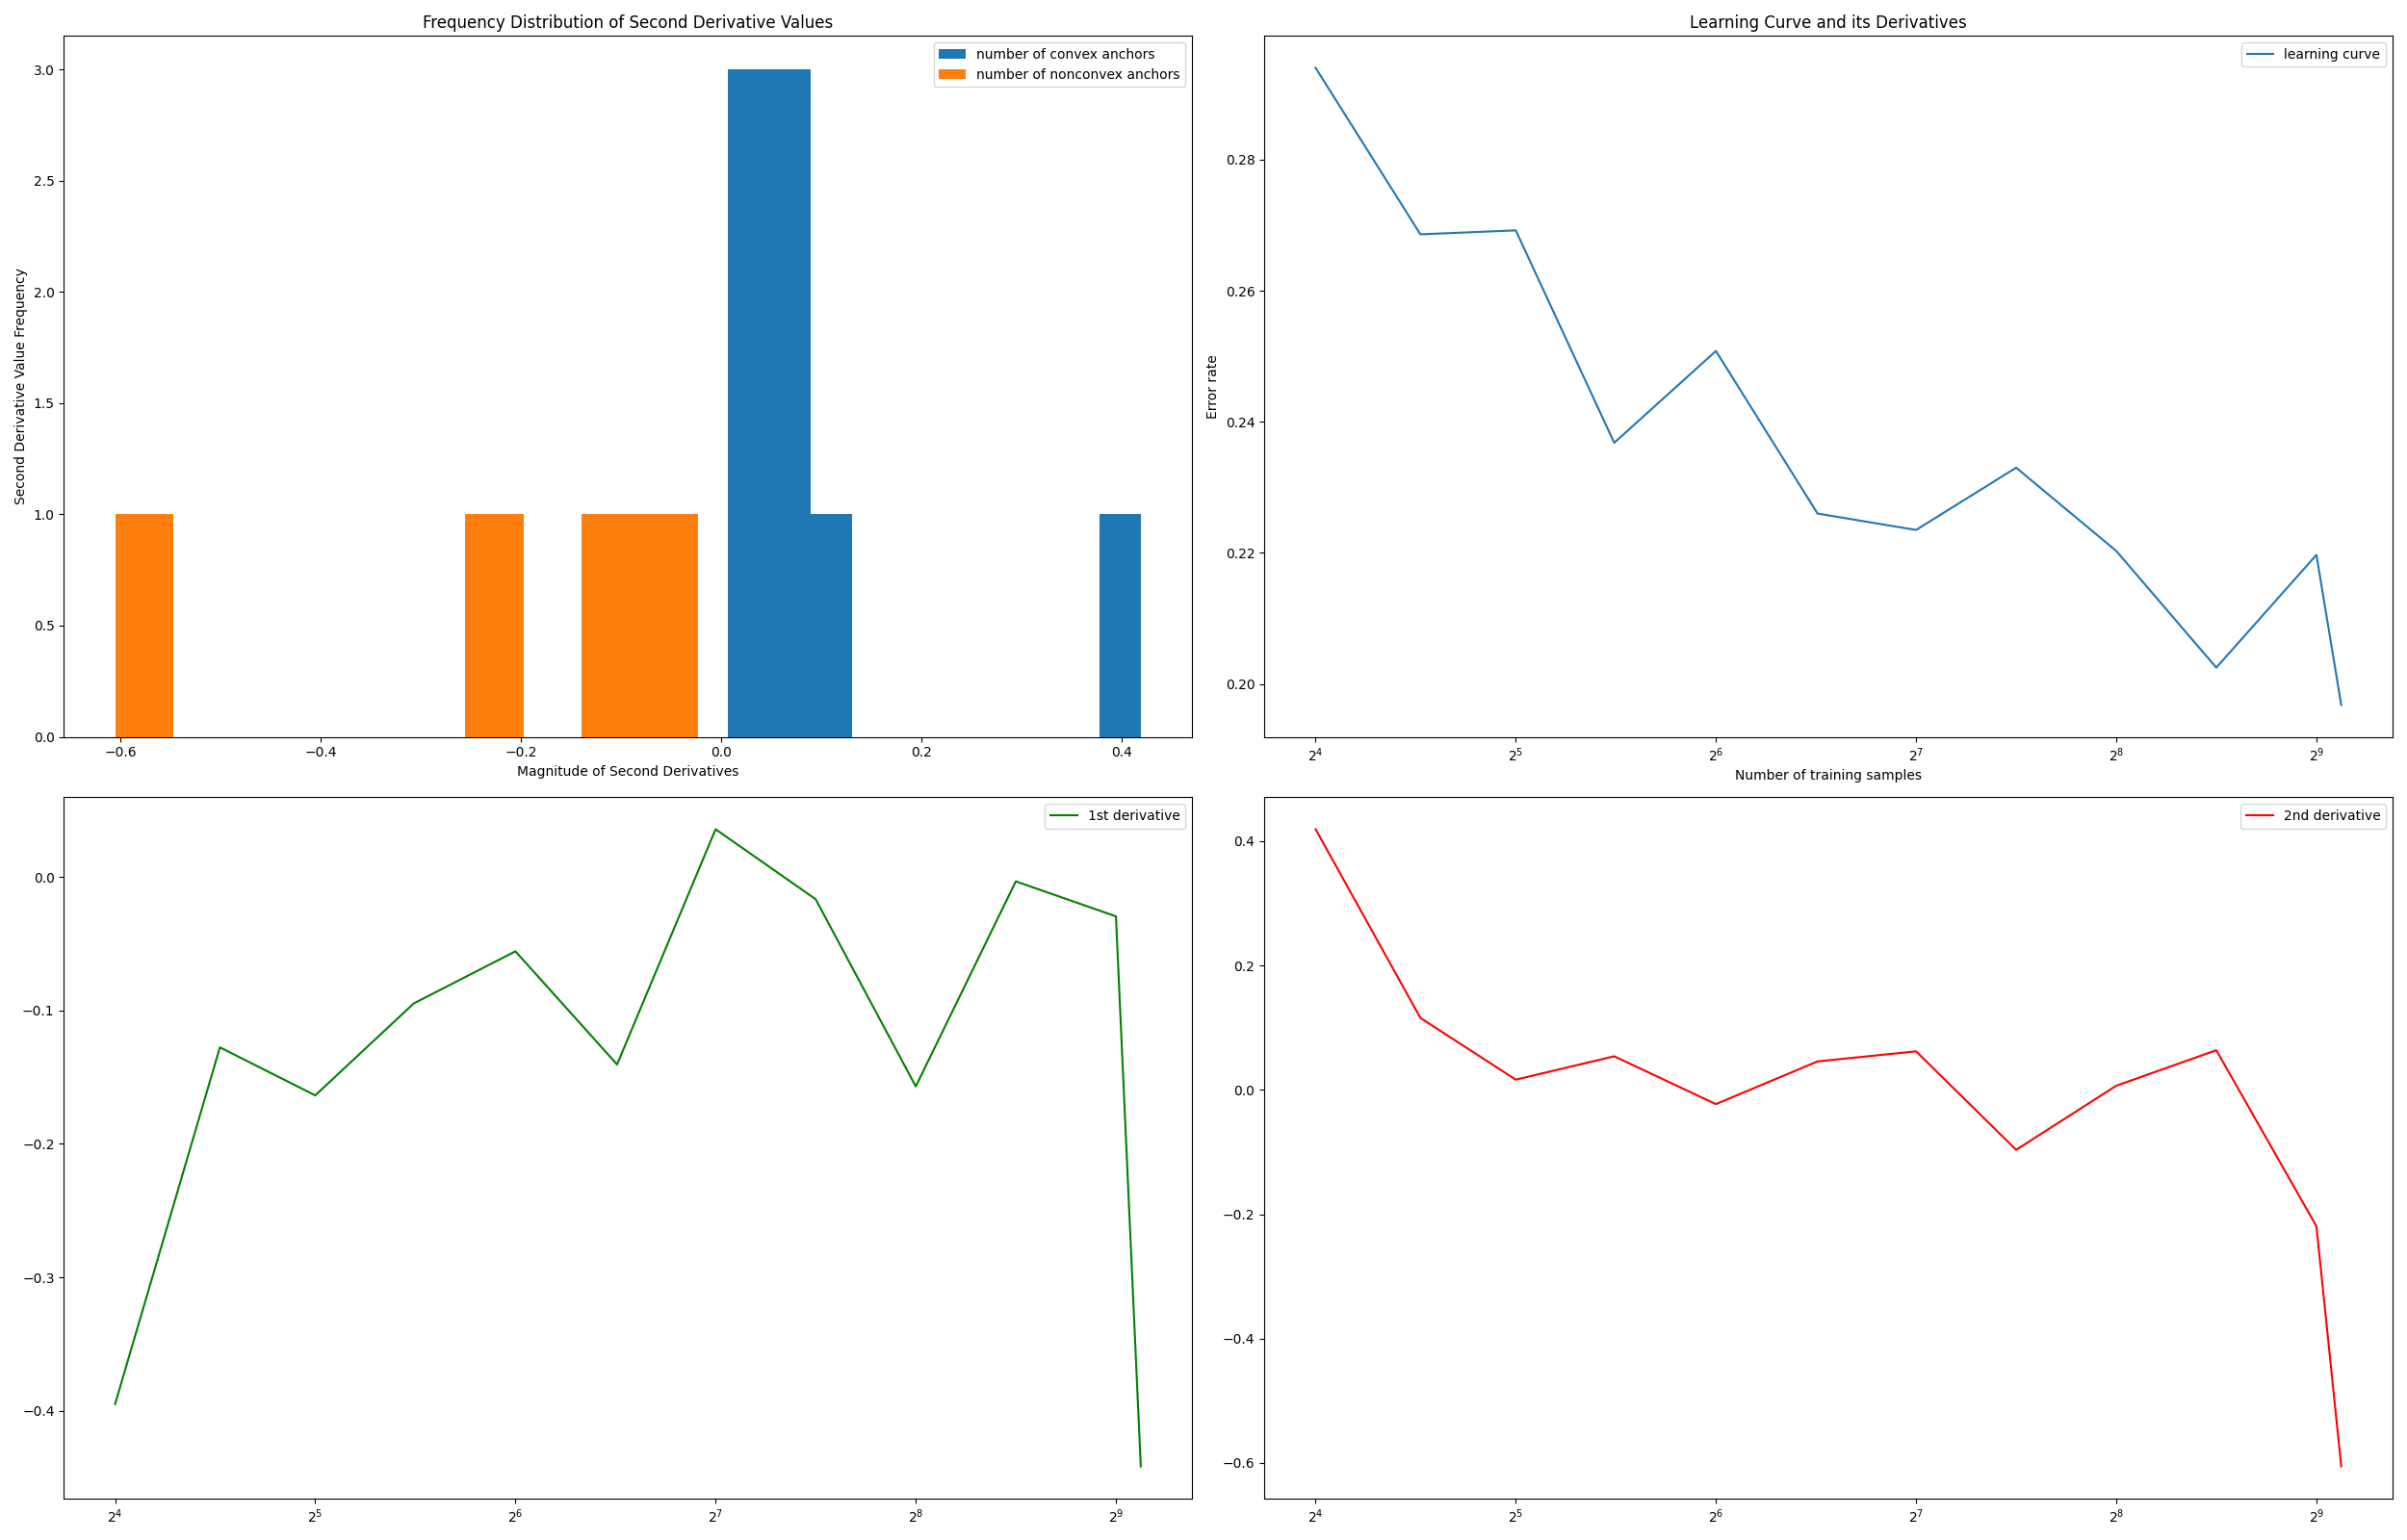 Frequency Distribution of Second Derivative Values
number of convex anchors
number of nonconvex anchors
3.0
2.5
2.0
1.5
1.0
0.5
0.0
Second Derivative Value Frequency
−0.6 −0.4 −0.2 0.0 0.2 0.4
Magnitude of Second Derivatives
Learning Curve and its Derivatives
learning curve
0.28
0.26
0.24
0.22
0.20
Error rate
2⁴ 2⁵ 2⁶ 2⁷ 2⁸ 2⁹
Number of training samples
1st derivative
0.0
−0.1
−0.2
−0.3
−0.4
2⁴ 2⁵ 2⁶ 2⁷ 2⁸ 2⁹
2nd derivative
0.4
0.2
0.0
−0.2
−0.4
−0.6
2⁴ 2⁵ 2⁶ 2⁷ 2⁸ 2⁹